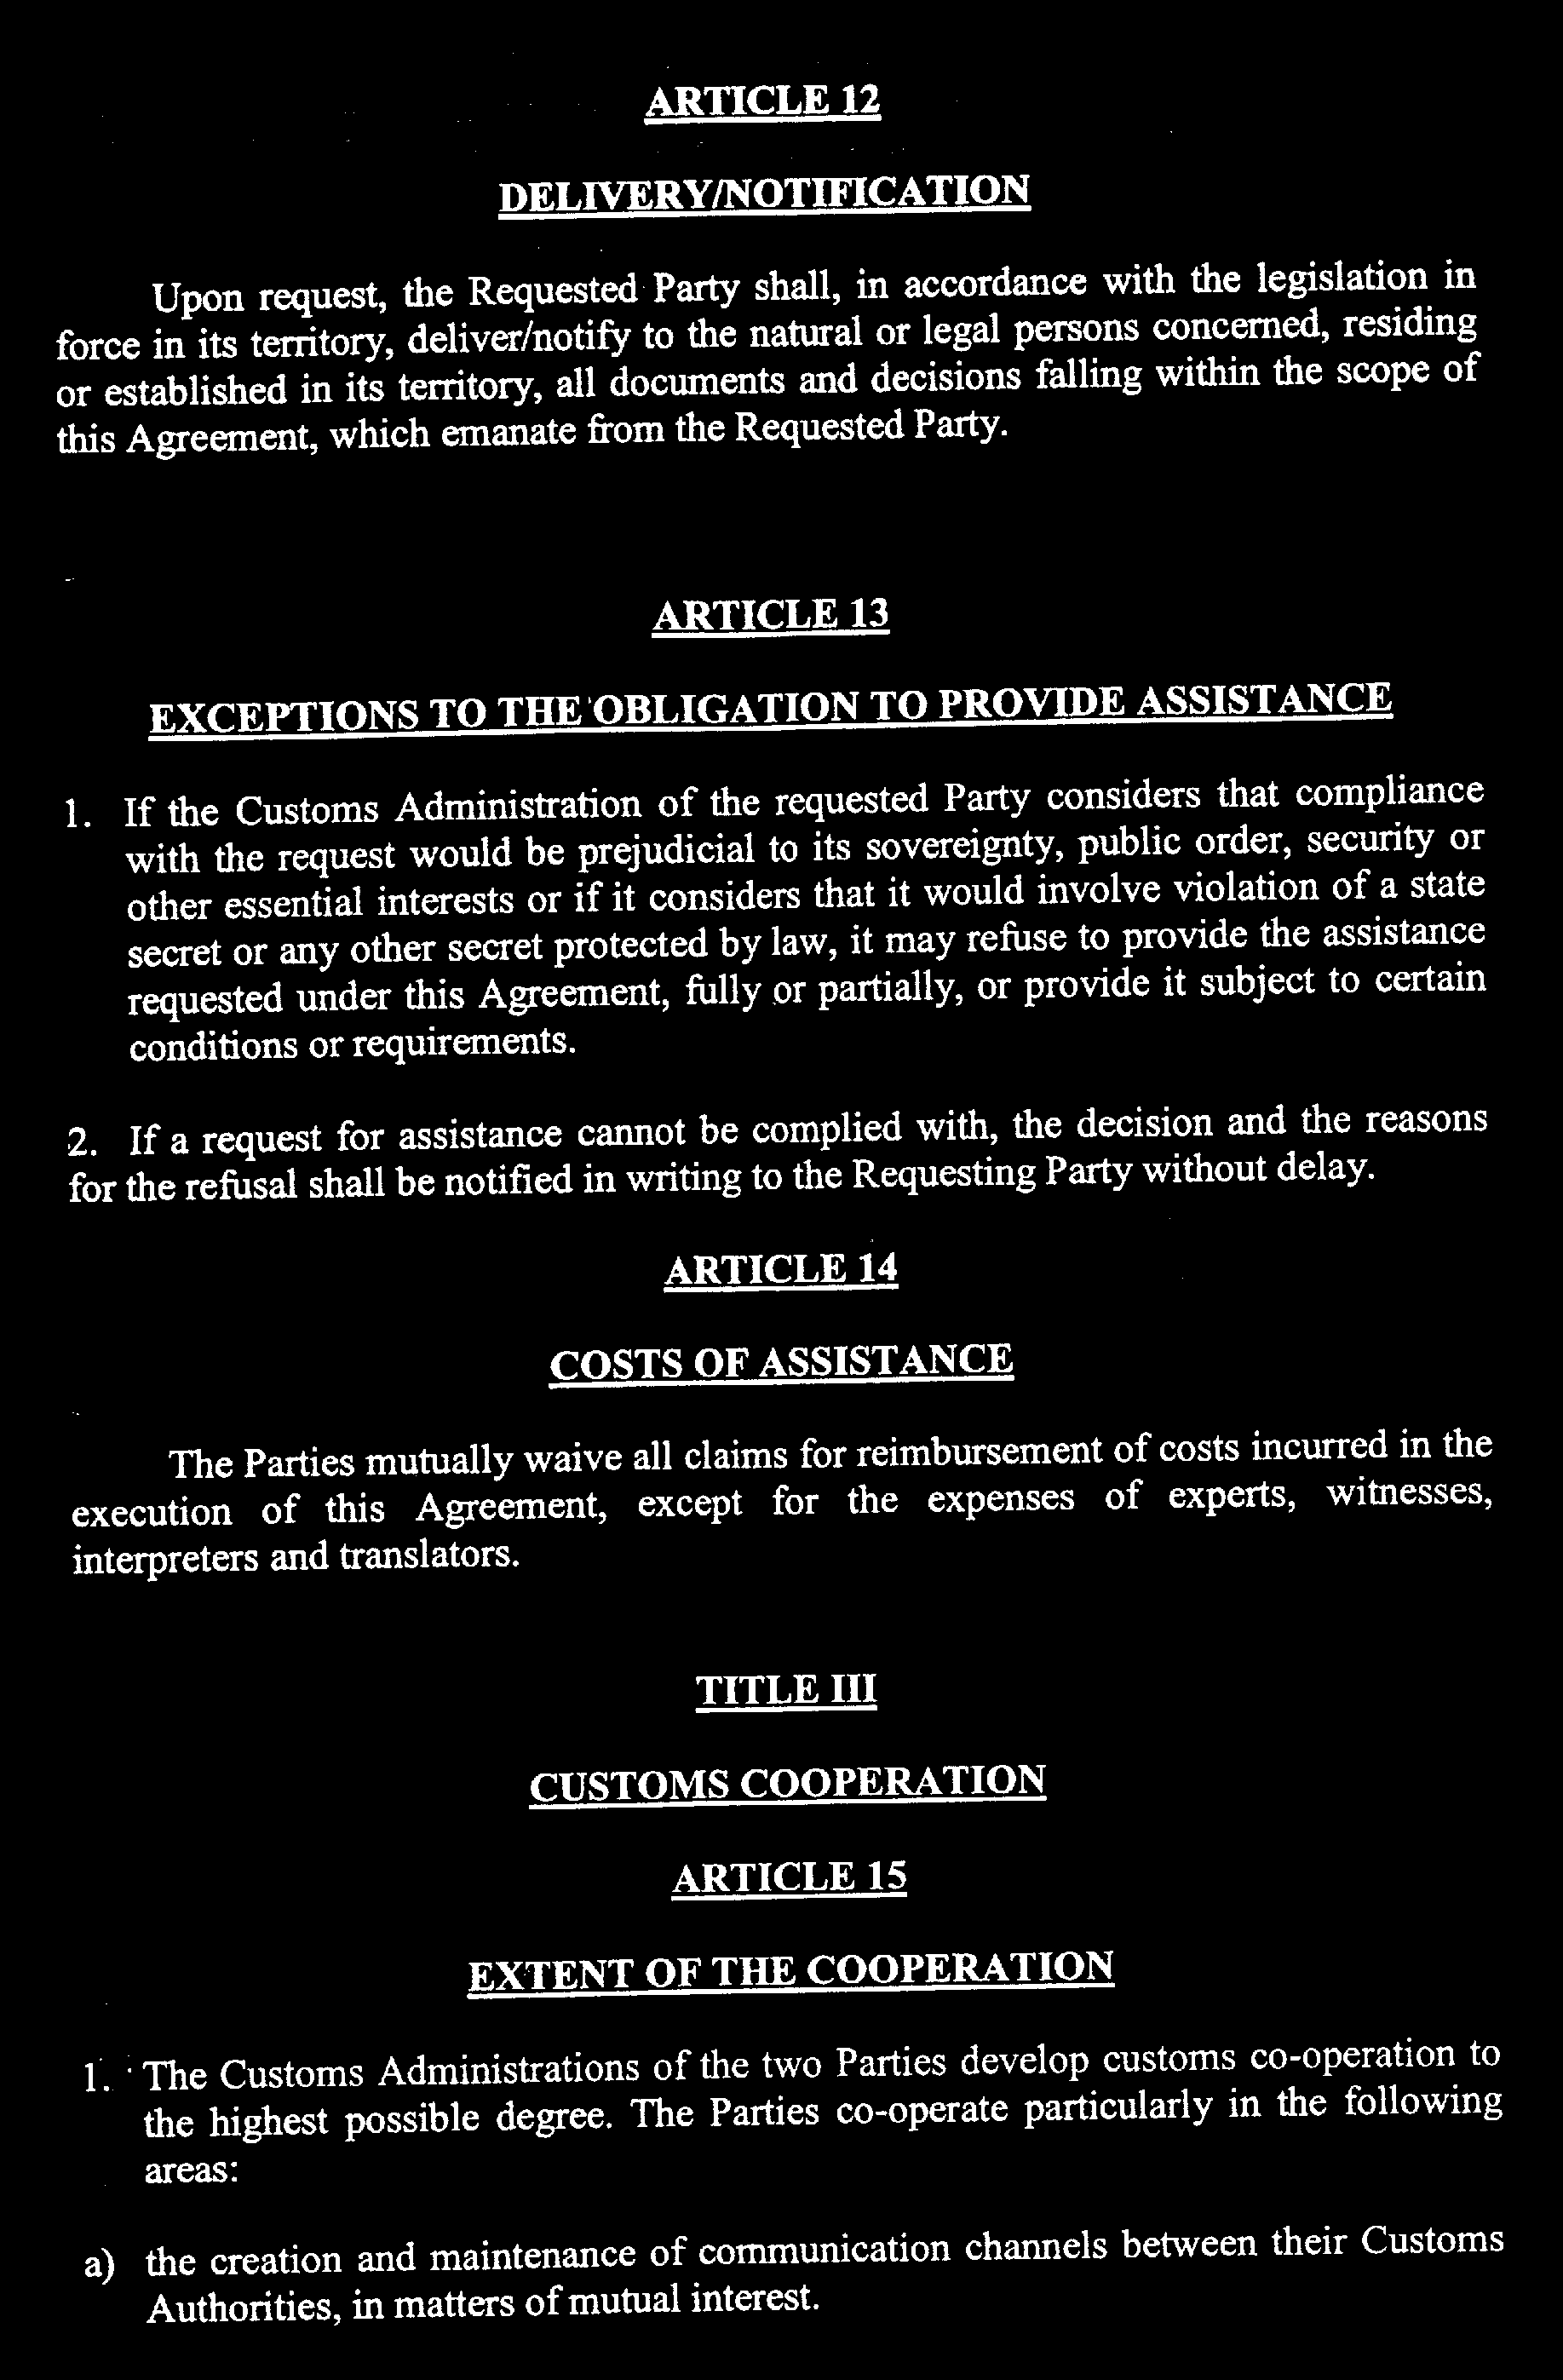 ARTICLE 12
DELIVERY/NOTIFICATION
Upon request, the Requested Party shall, in accordance with the legislation in
force in its territory, deliver/notify to the natural or legal persons concerned, residing
or established in its territory, all documents and decisions falling within the scope of
this Agreement, which emanate from the Requested Party.
ARTICLE 13
EXCEPTIONS TO THE OBLIGATION TO PROVIDE ASSISTANCE
1. If the Customs Administration of the requested Party considers that compliance
with the request would be prejudicial to its sovereignty, public order, security or
other essential interests or if it considers that it would involve violation of a state
secret or any other secret protected by law, it may refuse to provide the assistance
requested under this Agreement, fully or partially, or provide it subject to certain
conditions or requirements.
2. If a request for assistance cannot be complied with, the decision and the reasons
for the refusal shall be notified in writing to the Requesting Party without delay.
ARTICLE 14
COSTS OF ASSISTANCE
The Parties mutually waive all claims for reimbursement of costs incurred in the
execution of this Agreement, except for the expenses of experts, witnesses,
interpreters and translators.
TITLE III
CUSTOMS COOPERATION
ARTICLE 15
EXTENT OF THE COOPERATION
1. The Customs Administrations of the two Parties develop customs co-operation to
the highest possible degree. The Parties co-operate particularly in the following
areas:
a) the creation and maintenance of communication channels between their Customs
Authorities, in matters of mutual interest.